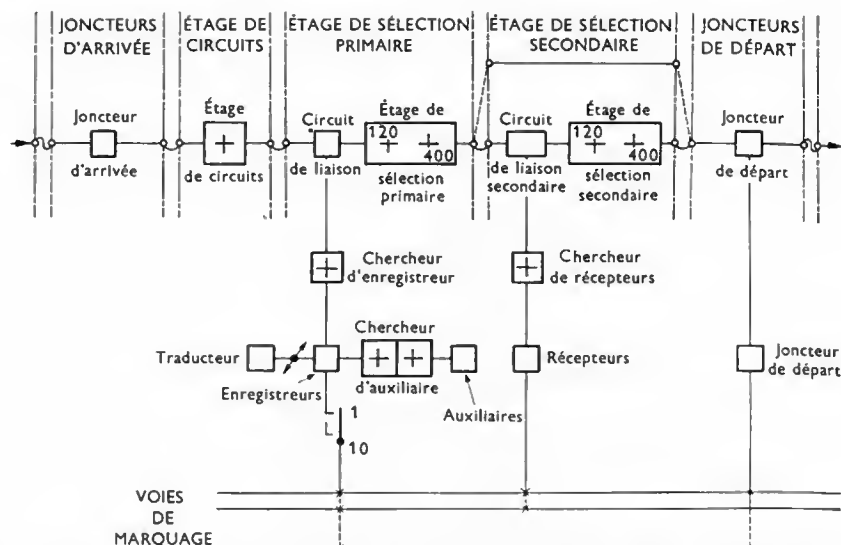 JONCTEURS
D'ARRIVÉE
ÉTAGE DE
CIRCUITS
ÉTAGE DE SÉLECTION
PRIMAIRE
ÉTAGE DE SÉLECTION
SECONDAIRE
JONCTEURS
DE DÉPART
Joncteur
d'arrivée
Étage
de circuits
Circuit
de liaison
Étage de
120
400
sélection
primaire
Circuit
de liaison
secondaire
Étage de
120
400
sélection
secondaire
Joncteur
de départ
Chercheur
d'enregistreur
Chercheur
de récepteurs
Traducteur
Enregistreurs
Chercheur
d'auxiliaire
Auxiliaires
Récepteurs
Joncteur
de départ
1
10
VOIES
DE
MARQUAGE